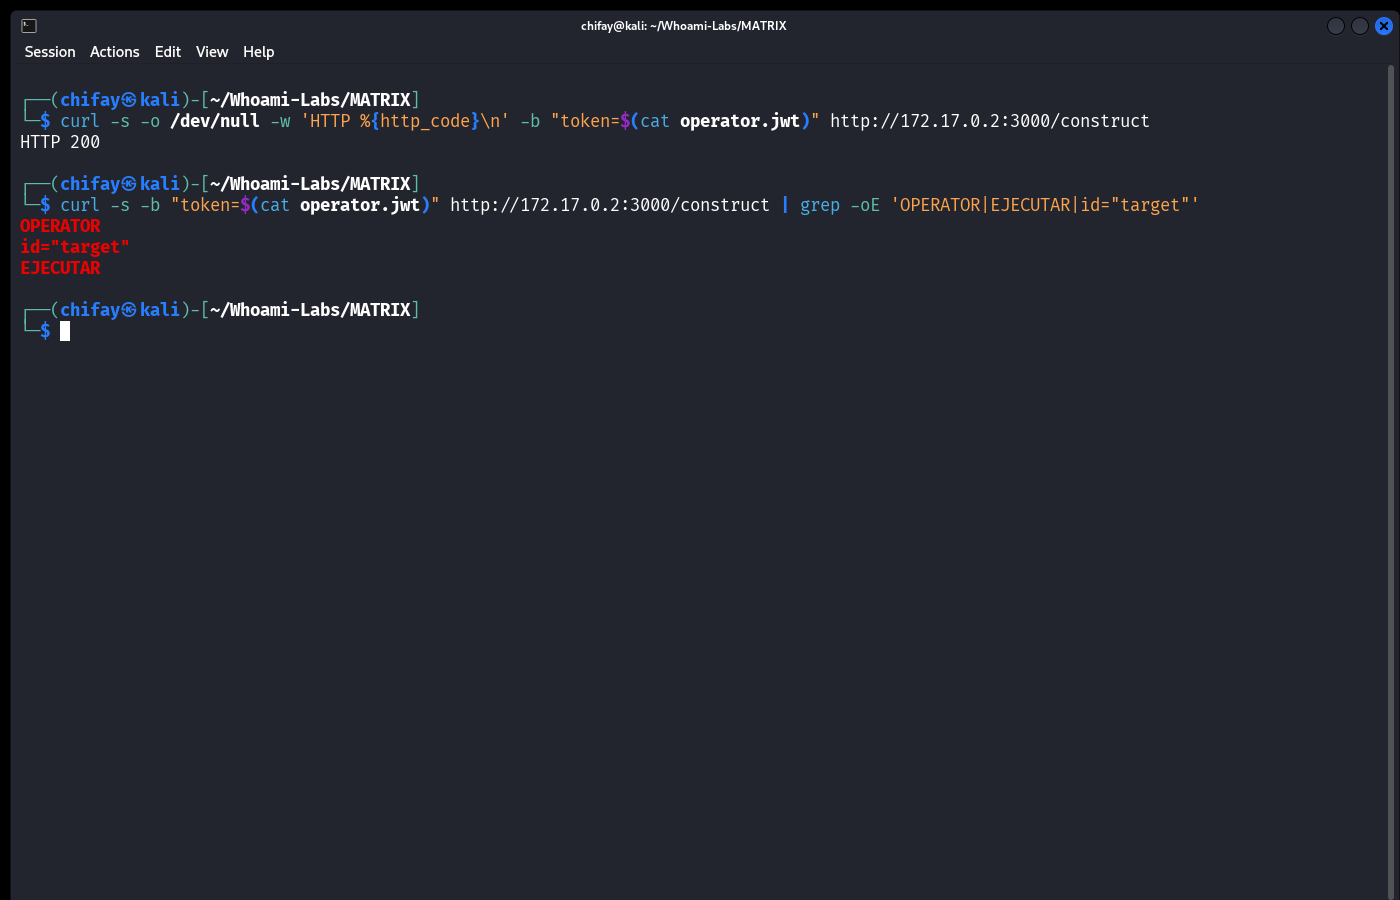 chifay@kali: ~/Whoami-Labs/MATRIX
Session Actions Edit View Help
┌──(chifay㉿kali)-[~/Whoami-Labs/MATRIX]
└─$ curl -s -o /dev/null -w 'HTTP %{http_code}\n' -b "token=$(cat operator.jwt)" http://172.17.0.2:3000/construct
HTTP 200
┌──(chifay㉿kali)-[~/Whoami-Labs/MATRIX]
└─$ curl -s -b "token=$(cat operator.jwt)" http://172.17.0.2:3000/construct | grep -oE 'OPERATOR|EJECUTAR|id="target"'
OPERATOR
id="target"
EJECUTAR
┌──(chifay㉿kali)-[~/Whoami-Labs/MATRIX]
└─$